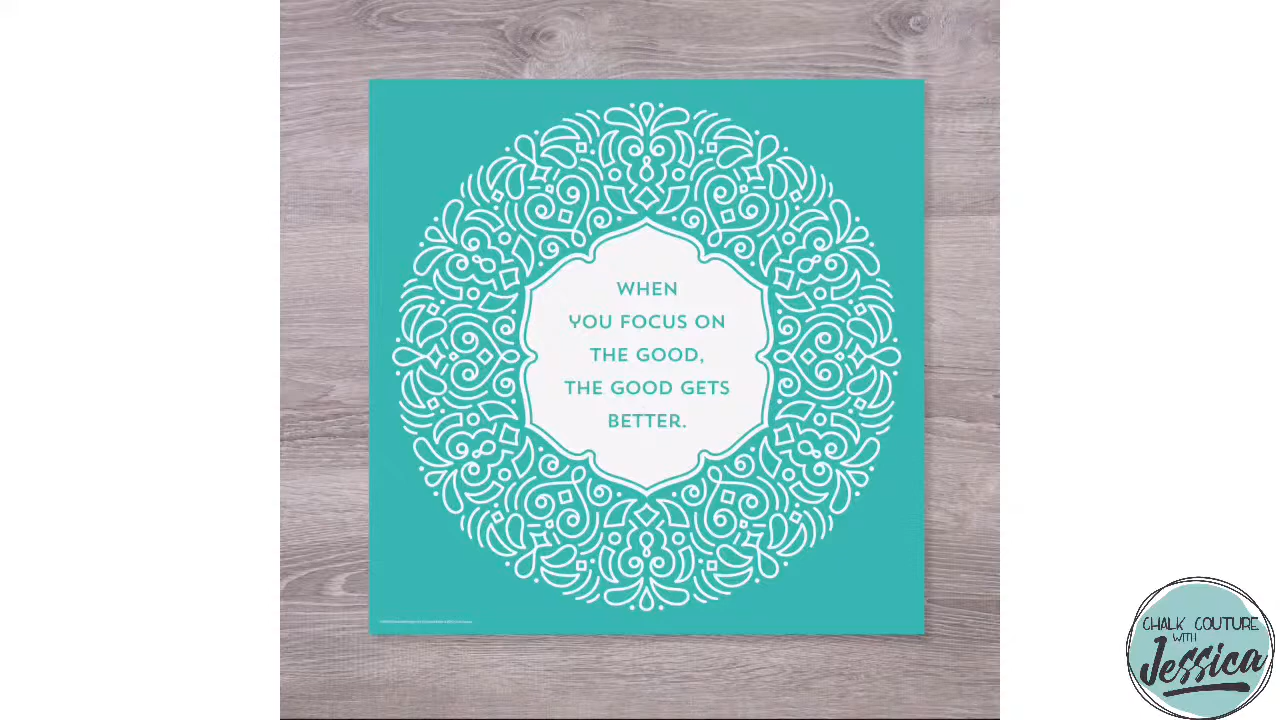 WHEN
YOU FOCUS ON
THE GOOD,
THE GOOD GETS
BETTER.
CHALK COUTURE
WITH
Jessica